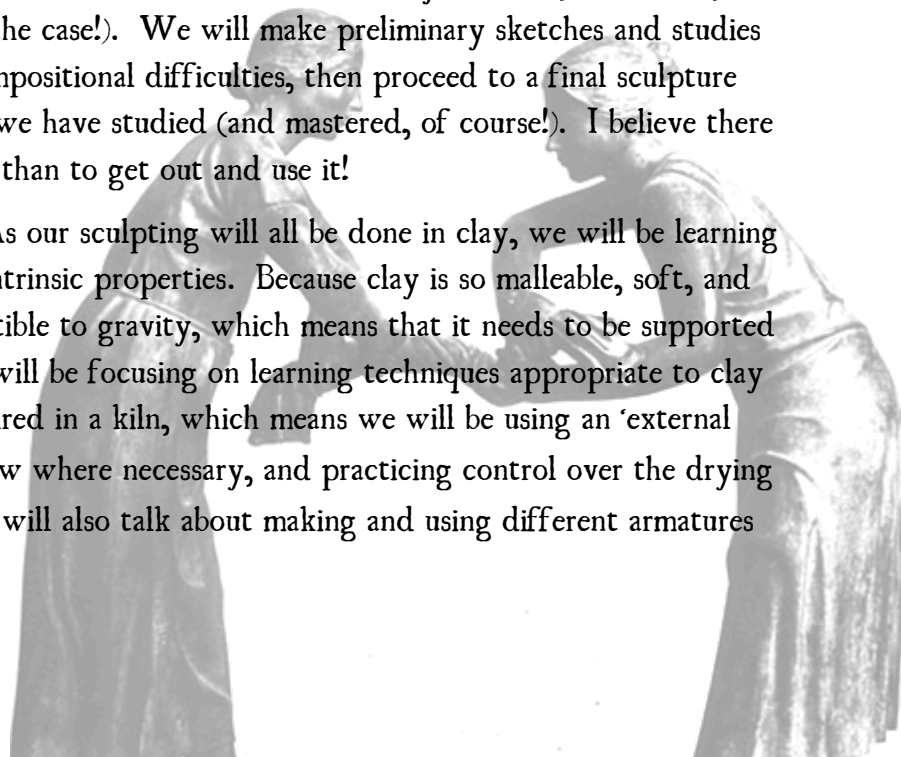 he case!).  We will make preliminary sketches and studies
mpositional difficulties, then proceed to a final sculpture
we have studied (and mastered, of course!).  I believe there
than to get out and use it!
As our sculpting will all be done in clay, we will be learning
ntrinsic properties.  Because clay is so malleable, soft, and
tible to gravity, which means that it needs to be supported
will be focusing on learning techniques appropriate to clay
red in a kiln, which means we will be using an ‘external
w where necessary, and practicing control over the drying
will also talk about making and using different armatures